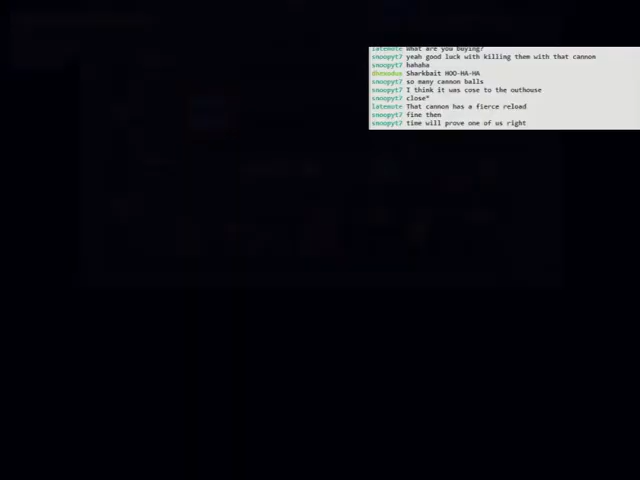 latemote What are you buying?
snoopyt7 yeah good luck with killing them with that cannon
snoopyt7 hahaha
dhinodux Sharkbait HOO-HA-HA
snoopyt7 so many cannon balls
snoopyt7 I think it was cose to the outhouse
snoopyt7 close*
latemote That cannon has a fierce reload
snoopyt7 fine then
snoopyt7 time will prove one of us right